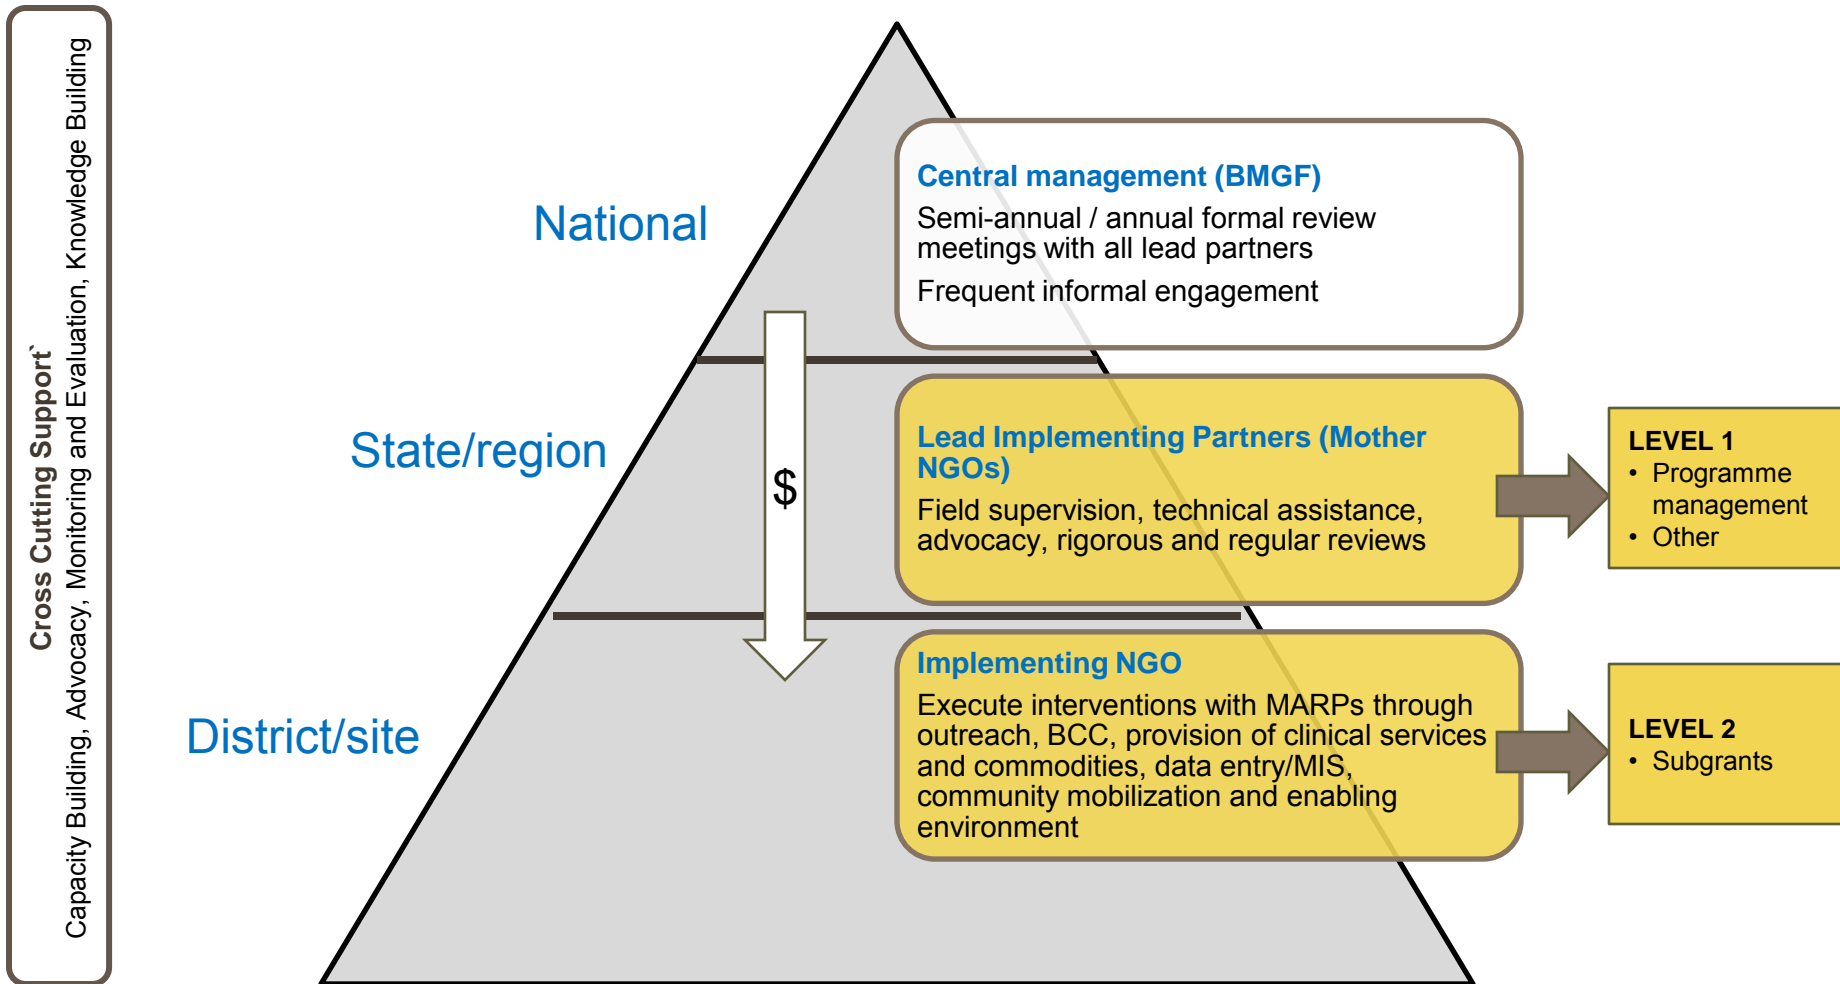 Cross Cutting Support`
Capacity Building, Advocacy, Monitoring and Evaluation, Knowledge Building
National
Central management (BMGF)
Semi-annual / annual formal review
meetings with all lead partners
Frequent informal engagement
State/region
$
Lead Implementing Partners (Mother
NGOs)
Field supervision, technical assistance,
advocacy, rigorous and regular reviews
LEVEL 1
• Programme
management
• Other
District/site
Implementing NGO
Execute interventions with MARPs through
outreach, BCC, provision of clinical services
and commodities, data entry/MIS,
community mobilization and enabling
environment
LEVEL 2
• Subgrants